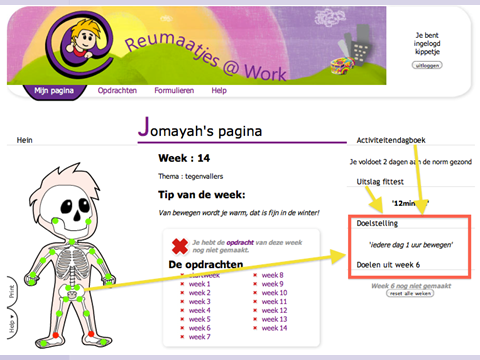 Reumaatjes @ Work
Je bent
ingelogd
kippetje
uitloggen
Mijn pagina
Opdrachten
Formulieren
Help
Hein
Jomayah's pagina
Week : 14
Thema : tegenvallers
Tip van de week:
Van bewegen wordt je warm, dat is fijn in de winter!
Je hebt de opdracht van deze week
nog niet gemaakt.
De opdrachten
week 1
week 2
week 3
week 4
week 5
week 6
week 7
week 8
week 9
week 10
week 11
week 12
week 13
week 14
Activiteitendagboek
Je voldoet 2 dagen aan de norm gezond
Uitslag fittest
Doelstelling
'iedere dag 1 uur bewegen'
Doelen uit week 6
Week 6 nog niet gemaakt
reset alle weken
Print
Help